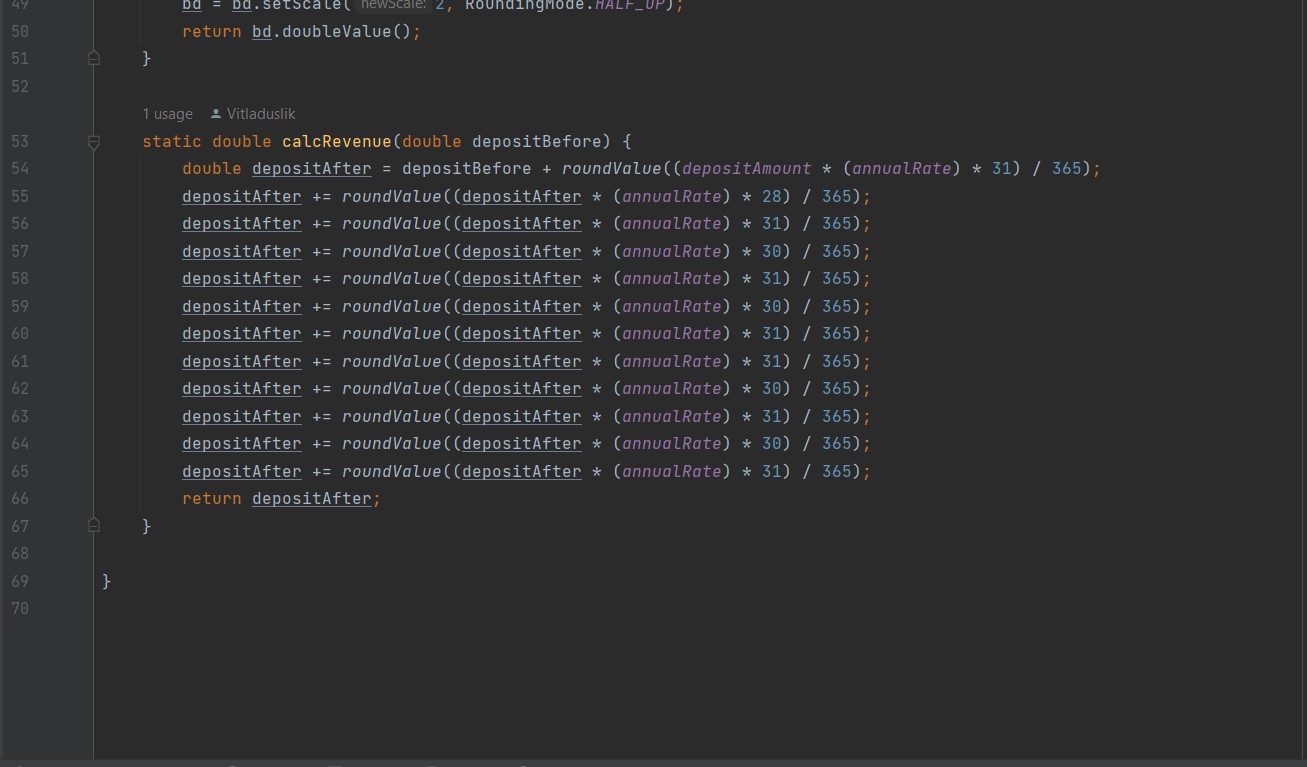 49 bd = bd.setScale( newScale: 2, RoundingMode.HALF_UP);
50 return bd.doubleValue();
51 }
52
1 usage Vitladuslik
53 static double calcRevenue(double depositBefore) {
54 double depositAfter = depositBefore + roundValue((depositAmount * (annualRate) * 31) / 365);
55 depositAfter += roundValue((depositAfter * (annualRate) * 28) / 365);
56 depositAfter += roundValue((depositAfter * (annualRate) * 31) / 365);
57 depositAfter += roundValue((depositAfter * (annualRate) * 30) / 365);
58 depositAfter += roundValue((depositAfter * (annualRate) * 31) / 365);
59 depositAfter += roundValue((depositAfter * (annualRate) * 30) / 365);
60 depositAfter += roundValue((depositAfter * (annualRate) * 31) / 365);
61 depositAfter += roundValue((depositAfter * (annualRate) * 31) / 365);
62 depositAfter += roundValue((depositAfter * (annualRate) * 30) / 365);
63 depositAfter += roundValue((depositAfter * (annualRate) * 31) / 365);
64 depositAfter += roundValue((depositAfter * (annualRate) * 30) / 365);
65 depositAfter += roundValue((depositAfter * (annualRate) * 31) / 365);
66 return depositAfter;
67 }
68
69 }
70